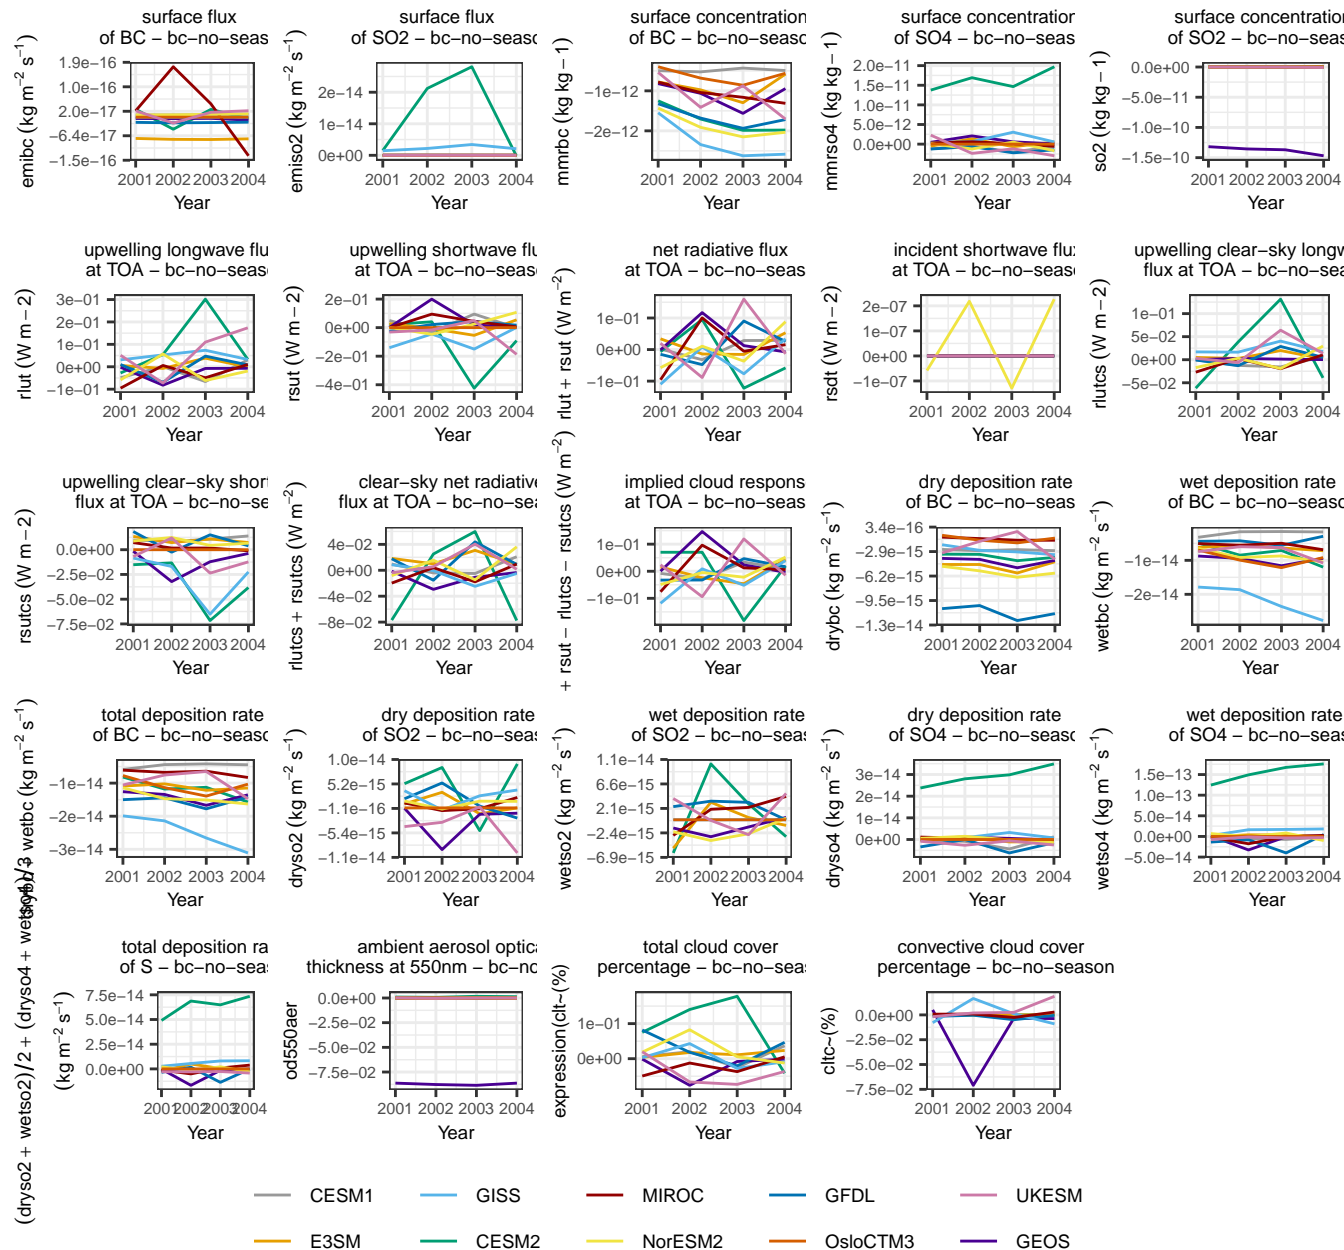 surface flux
of BC − bc−no−seas
emibc (kg m−2 s−1)
1.9e−16
1.0e−16
2.0e−17
−6.4e−17
−1.5e−16
2001 2002 2003 2004
Year
surface flux
of SO2 − bc−no−seas
emiso2 (kg m−2 s−1)
2e−14
1e−14
0e+00
2001 2002 2003 2004
Year
surface concentration
of BC − bc−no−seaso
mmrbc (kg kg−1)
−1e−12
−2e−12
2001 2002 2003 2004
Year
surface concentration
of SO4 − bc−no−seas
mmrso4 (kg kg−1)
2.0e−11
1.5e−11
1.0e−11
5.0e−12
0.0e+00
2001 2002 2003 2004
Year
surface concentratio
of SO2 − bc−no−seas
so2 (kg kg−1)
0.0e+00
−5.0e−11
−1.0e−10
−1.5e−10
2001 2002 2003 2004
Year
upwelling longwave flu
at TOA − bc−no−seaso
rlut (W m−2)
3e−01
2e−01
1e−01
0e+00
−1e−01
2001 2002 2003 2004
Year
upwelling shortwave flu
at TOA − bc−no−seaso
rsut (W m−2)
2e−01
0e+00
−2e−01
−4e−01
2001 2002 2003 2004
Year
net radiative flux
at TOA − bc−no−seas
rlut + rsut (W m−2)
1e−01
0e+00
−1e−01
2001 2002 2003 2004
Year
incident shortwave flux
at TOA − bc−no−seas
rsdt (W m−2)
2e−07
1e−07
0e+00
−1e−07
2001 2002 2003 2004
Year
upwelling clear−sky longw
flux at TOA − bc−no−sea
rlutcs (W m−2)
1e−01
5e−02
0e+00
−5e−02
2001 2002 2003 2004
Year
upwelling clear−sky short
flux at TOA − bc−no−se
rsutcs (W m−2)
0.0e+00
−2.5e−02
−5.0e−02
−7.5e−02
2001 2002 2003 2004
Year
clear−sky net radiative
flux at TOA − bc−no−sea
rlutcs + rsutcs (W m−2)
4e−02
0e+00
−4e−02
−8e−02
2001 2002 2003 2004
Year
implied cloud respons
at TOA − bc−no−seas
+ rsut − rlutcs − rsutcs (W m−2)
1e−01
0e+00
−1e−01
2001 2002 2003 2004
Year
dry deposition rate
of BC − bc−no−seas
drybc (kg m−2 s−1)
3.4e−16
−2.9e−15
−6.2e−15
−9.5e−15
−1.3e−14
2001 2002 2003 2004
Year
wet deposition rate
of BC − bc−no−seaso
wetbc (kg m−2 s−1)
−1e−14
−2e−14
2001 2002 2003 2004
Year
total deposition rate
of BC − bc−no−seaso
drybc + wetbc (kg m−2 s−1)
−1e−14
−2e−14
−3e−14
2001 2002 2003 2004
Year
dry deposition rate
of SO2 − bc−no−seas
dryso2 (kg m−2 s−1)
1.0e−14
5.2e−15
−1.1e−16
−5.4e−15
−1.1e−14
2001 2002 2003 2004
Year
wet deposition rate
of SO2 − bc−no−seas
wetso2 (kg m−2 s−1)
1.1e−14
6.6e−15
2.1e−15
−2.4e−15
−6.9e−15
2001 2002 2003 2004
Year
dry deposition rate
of SO4 − bc−no−seas
dryso4 (kg m−2 s−1)
3e−14
2e−14
1e−14
0e+00
2001 2002 2003 2004
Year
wet deposition rate
of SO4 − bc−no−seas
wetso4 (kg m−2 s−1)
1.5e−13
1.0e−13
5.0e−14
0.0e+00
−5.0e−14
2001 2002 2003 2004
Year
total deposition ra
of S − bc−no−seas
(dryso2 + wetso2)/2 + (dryso4 + wetso4)/3
(kg m−2 s−1)
7.5e−14
5.0e−14
2.5e−14
0.0e+00
2001 2002 2003 2004
Year
ambient aerosol optica
thickness at 550nm − bc−no
od550aer
0.0e+00
−2.5e−02
−5.0e−02
−7.5e−02
2001 2002 2003 2004
Year
total cloud cover
percentage − bc−no−seas
expression(clt~(%)
1e−01
0e+00
2001 2002 2003 2004
Year
convective cloud cover
percentage − bc−no−season
cltc~(%)
0.0e+00
−2.5e−02
−5.0e−02
−7.5e−02
2001 2002 2003 2004
Year
CESM1 GISS MIROC GFDL UKESM
E3SM CESM2 NorESM2 OsloCTM3 GEOS